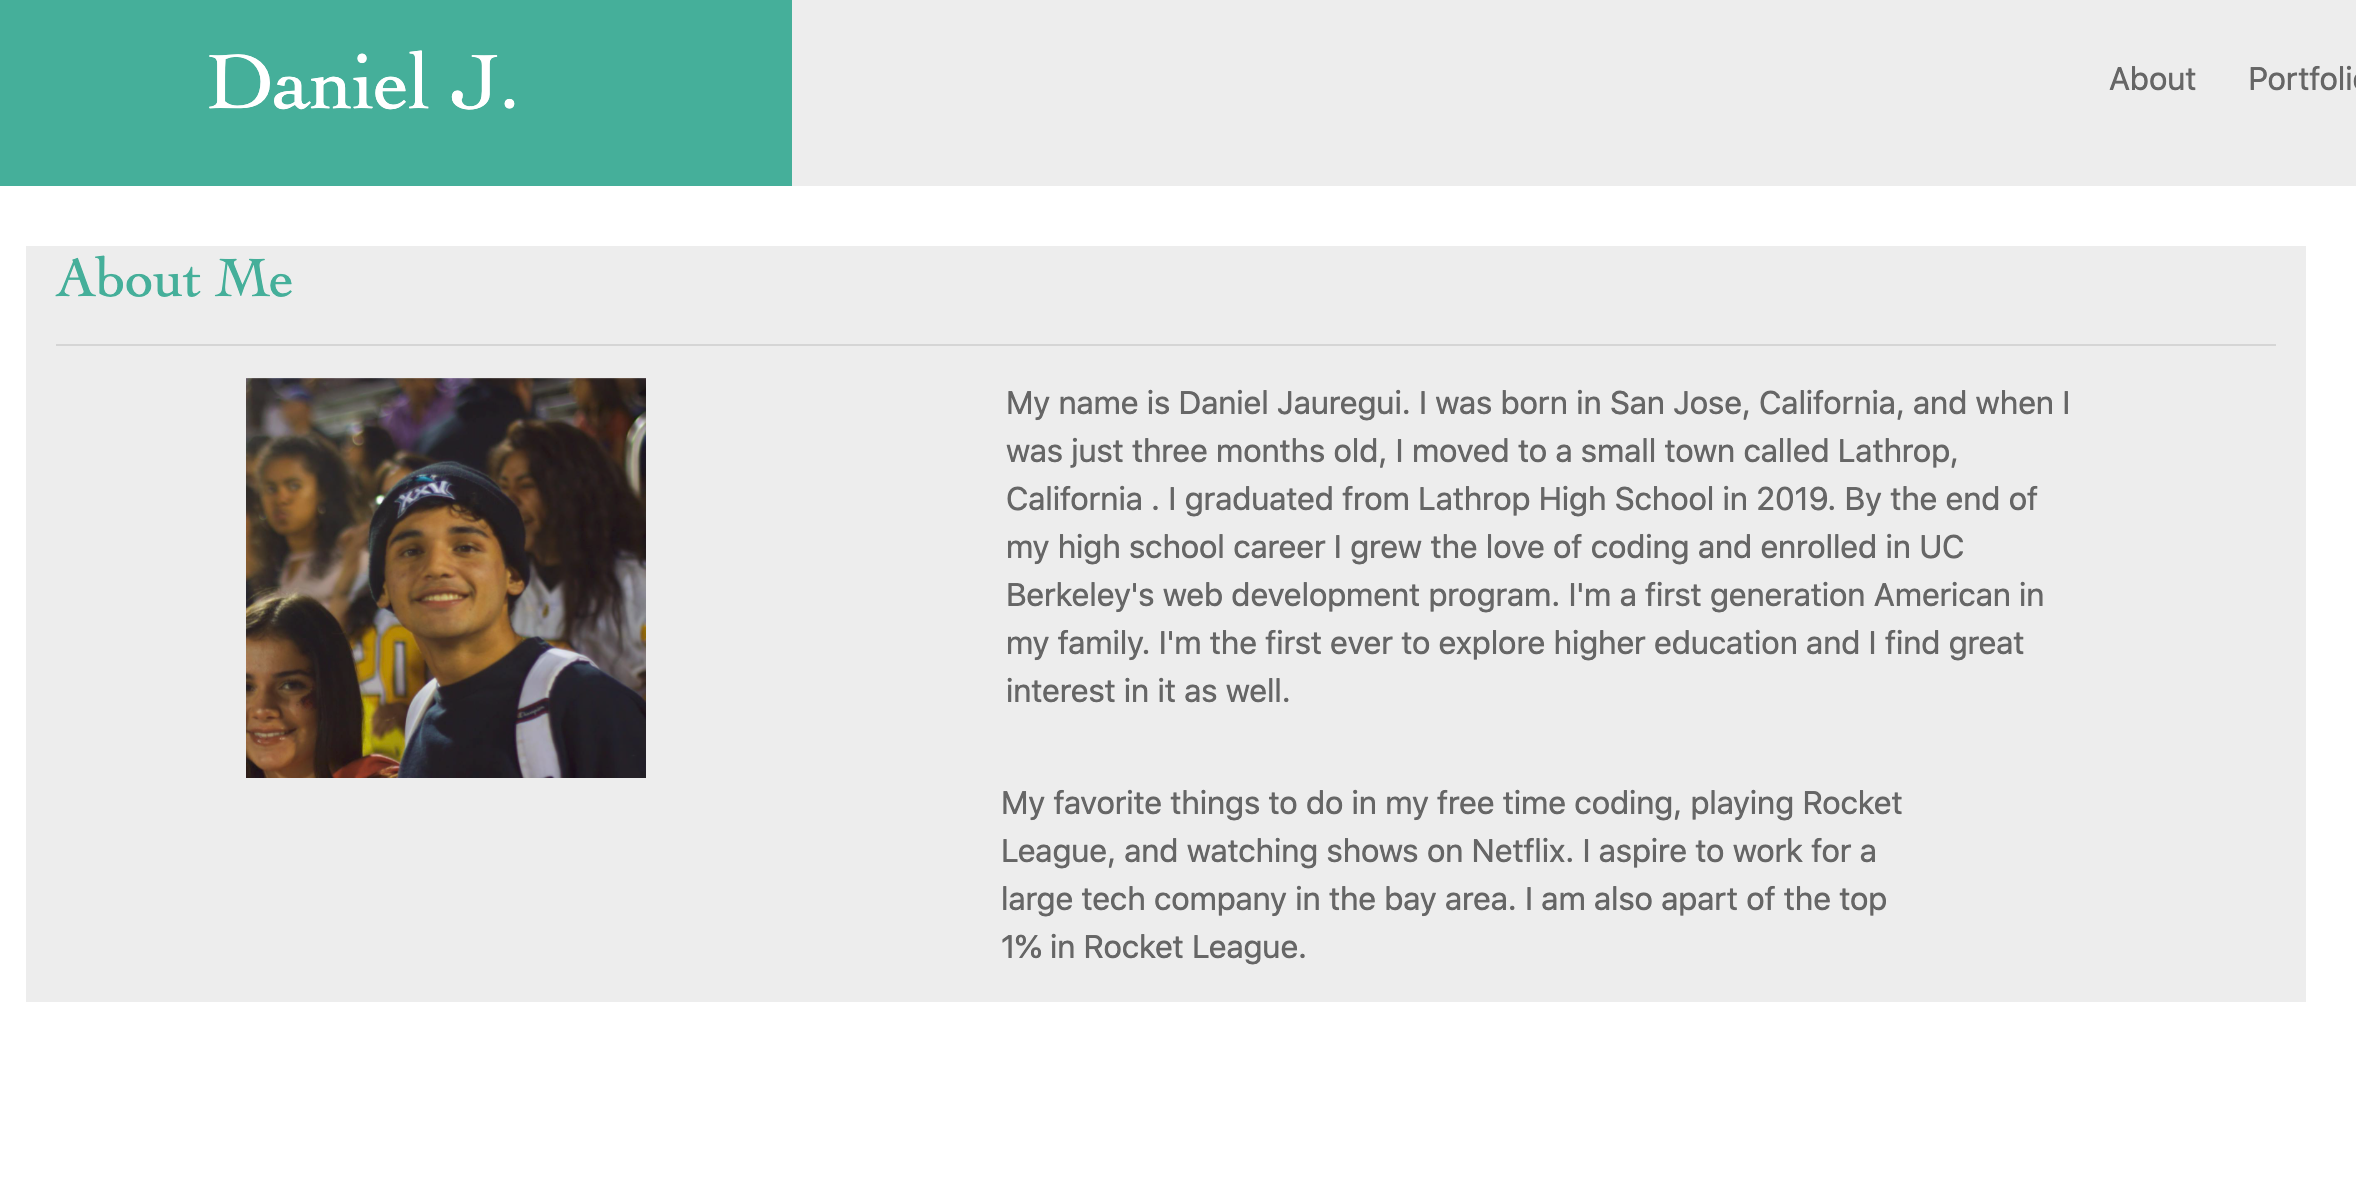 Daniel J.
About Portfolio
About Me
My name is Daniel Jauregui. I was born in San Jose, California, and when I
was just three months old, I moved to a small town called Lathrop,
California . I graduated from Lathrop High School in 2019. By the end of
my high school career I grew the love of coding and enrolled in UC
Berkeley's web development program. I'm a first generation American in
my family. I'm the first ever to explore higher education and I find great
interest in it as well.
XXV
My favorite things to do in my free time coding, playing Rocket
League, and watching shows on Netflix. I aspire to work for a
large tech company in the bay area. I am also apart of the top
1% in Rocket League.